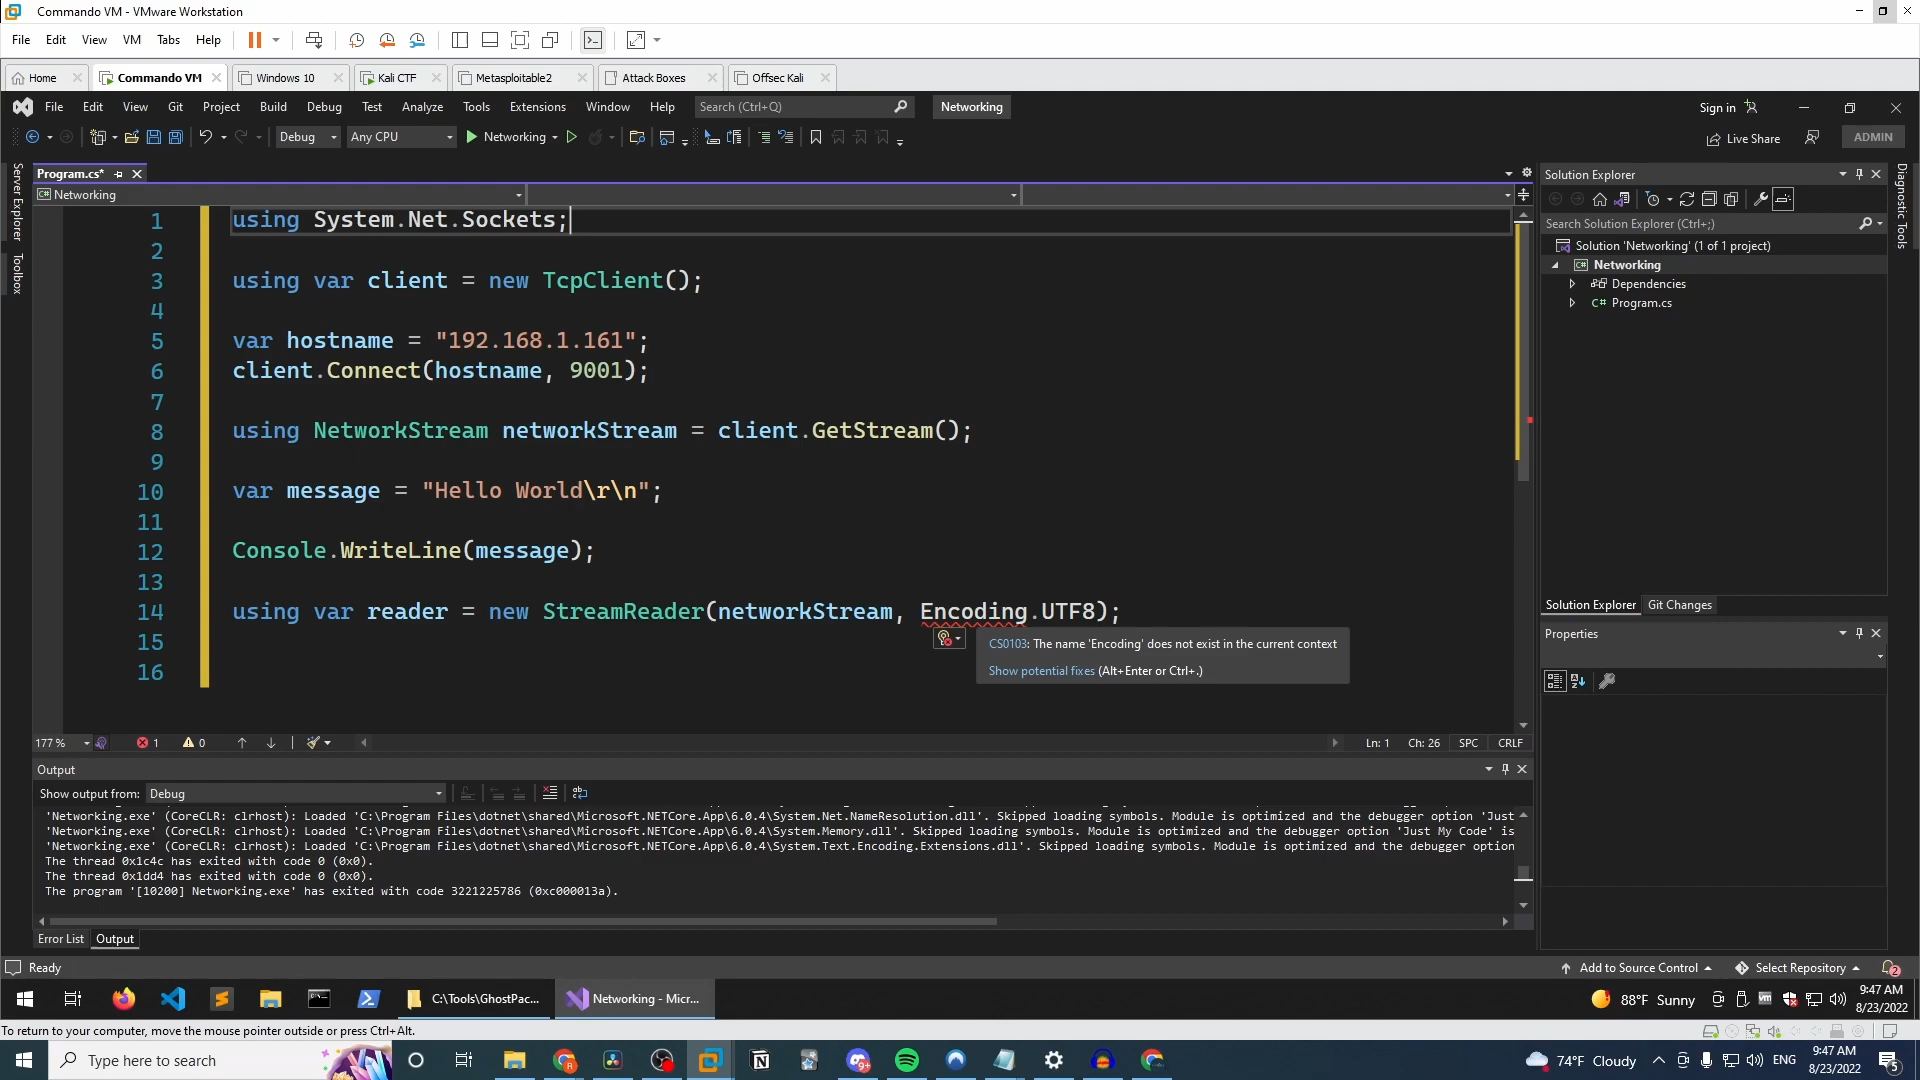 Commando VM - VMware Workstation
File Edit View VM Tabs Help
Home Commando VM Windows 10 Kali CTF Metasploitable2 Attack Boxes Offsec Kali
File Edit View Git Project Build Debug Test Analyze Tools Extensions Window Help Search (Ctrl+Q) Networking Sign in
Debug Any CPU Networking Live Share ADMIN
Server Explorer
Toolbox
Program.cs*
Networking
1 using System.Net.Sockets;
2
3 using var client = new TcpClient();
4
5 var hostname = "192.168.1.161";
6 client.Connect(hostname, 9001);
7
8 using NetworkStream networkStream = client.GetStream();
9
10 var message = "Hello World\r\n";
11
12 Console.WriteLine(message);
13
14 using var reader = new StreamReader(networkStream, Encoding.UTF8);
15
16
CS0103: The name 'Encoding' does not exist in the current context
Show potential fixes (Alt+Enter or Ctrl+.)
177 % 1 0 Ln: 1 Ch: 26 SPC CRLF
Output
Show output from: Debug
'Networking.exe' (CoreCLR: clrhost): Loaded 'C:\Program Files\dotnet\shared\Microsoft.NETCore.App\6.0.4\System.Net.NameResolution.dll'. Skipped loading symbols. Module is optimized and the debugger option 'Just
'Networking.exe' (CoreCLR: clrhost): Loaded 'C:\Program Files\dotnet\shared\Microsoft.NETCore.App\6.0.4\System.Memory.dll'. Skipped loading symbols. Module is optimized and the debugger option 'Just My Code' is
'Networking.exe' (CoreCLR: clrhost): Loaded 'C:\Program Files\dotnet\shared\Microsoft.NETCore.App\6.0.4\System.Text.Encoding.Extensions.dll'. Skipped loading symbols. Module is optimized and the debugger option
The thread 0x1c4c has exited with code 0 (0x0).
The thread 0x1dd4 has exited with code 0 (0x0).
The program '[10200] Networking.exe' has exited with code 3221225786 (0xc000013a).
Error List Output
Solution Explorer
Search Solution Explorer (Ctrl+;)
Solution 'Networking' (1 of 1 project)
Networking
Dependencies
C# Program.cs
Solution Explorer Git Changes
Properties
Diagnostic Tools
Ready Add to Source Control Select Repository 2
C:\Tools\GhostPac... Networking - Micr... 88°F Sunny 9:47 AM
8/23/2022
To return to your computer, move the mouse pointer outside or press Ctrl+Alt.
Type here to search 74°F Cloudy ENG 9:47 AM
8/23/2022 5